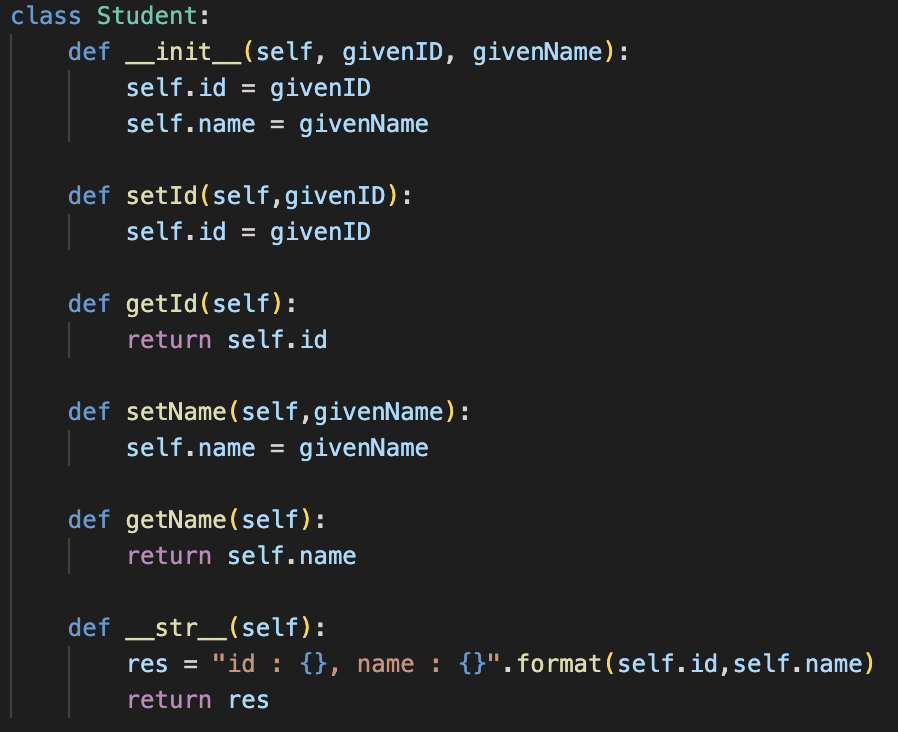 class Student:
    def __init__(self, givenID, givenName):
        self.id = givenID
        self.name = givenName

    def setId(self,givenID):
        self.id = givenID

    def getId(self):
        return self.id

    def setName(self,givenName):
        self.name = givenName

    def getName(self):
        return self.name

    def __str__(self):
        res = "id : {}, name : {}".format(self.id,self.name)
        return res